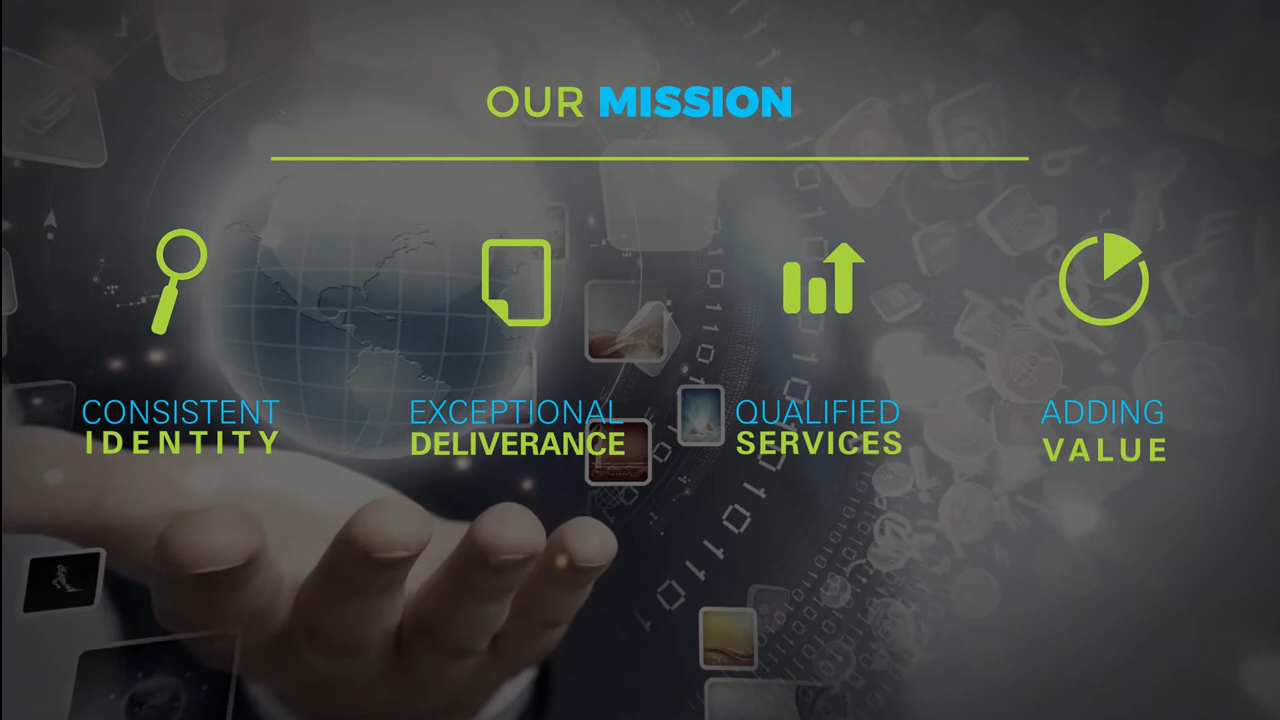 OUR MISSION
CONSISTENT
IDENTITY
EXCEPTIONAL
DELIVERANCE
QUALIFIED
SERVICES
ADDING
VALUE